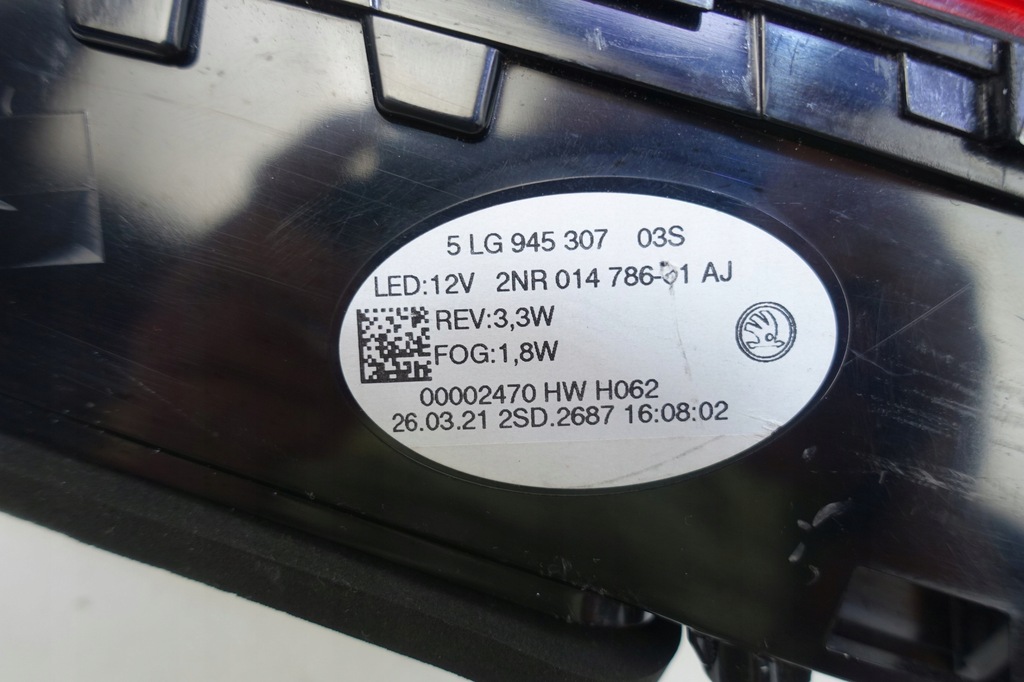 5 LG 945 307 03S
LED:12V 2NR 014 786-01 AJ
REV:3,3W
FOG:1,8W
00002470 HW H062
26.03.21 2SD.2687 16:08:02